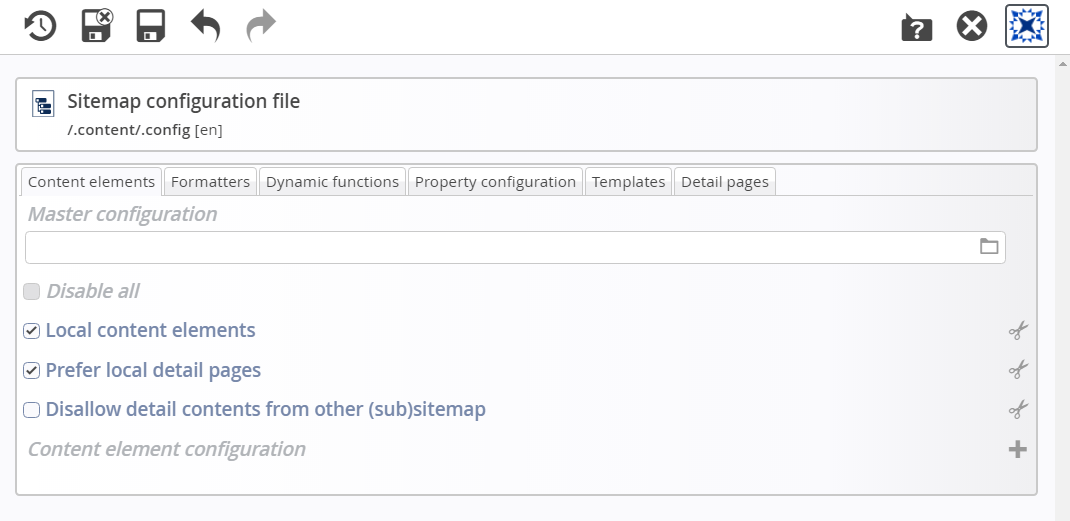 Sitemap configuration file
/.content/.config [en]
Content elements Formatters Dynamic functions Property configuration Templates Detail pages
Master configuration
Disable all
Local content elements
Prefer local detail pages
Disallow detail contents from other (sub)sitemap
Content element configuration